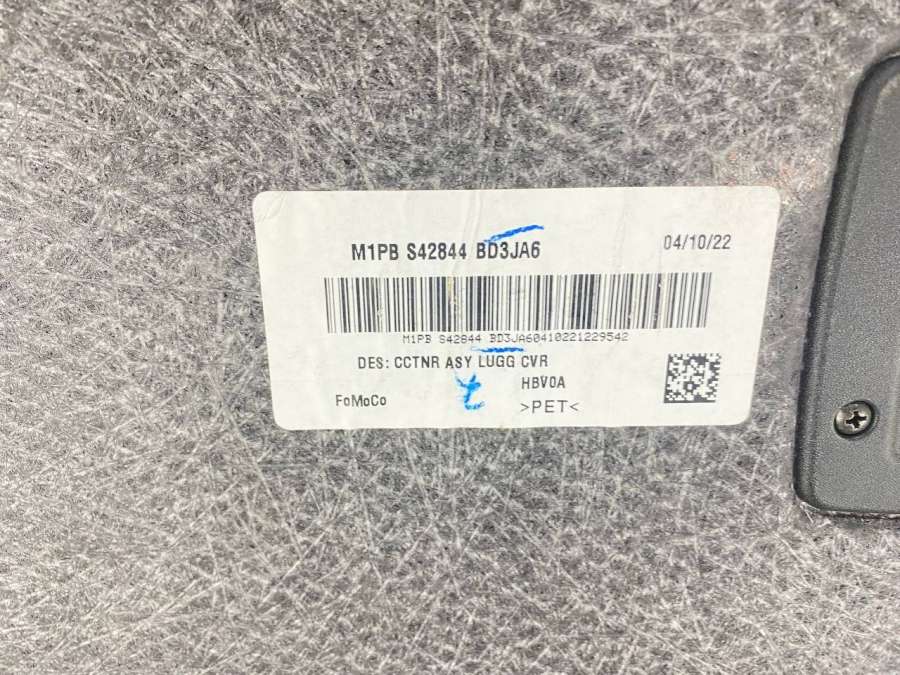 M1PB S42844 BD3JA6 04/10/22
M1PB S42844 BD3JA60410221229542
DES: CCTNR ASY LUGG CVR
HBV0A
FoMoCo >PET<